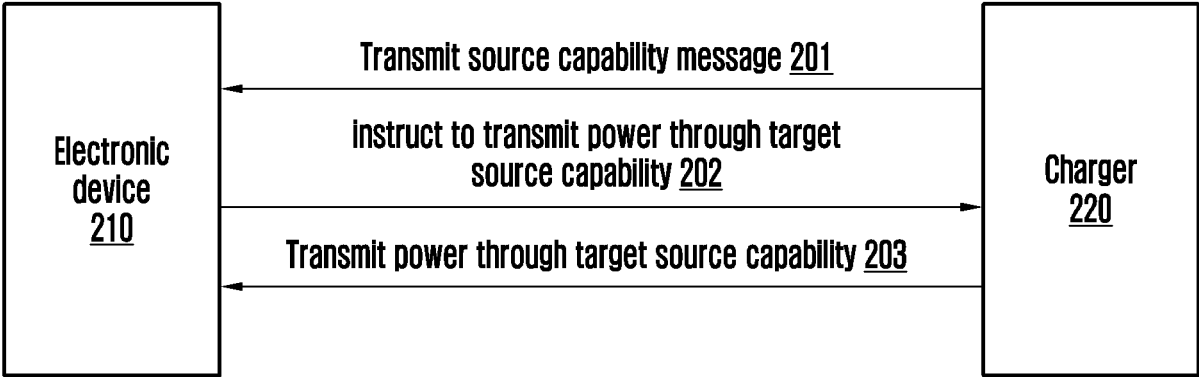 Transmit source capability message 201
instruct to transmit power through target
source capability 202
Electronic
device
210
Charger
220
Transmit power through target source capability 203